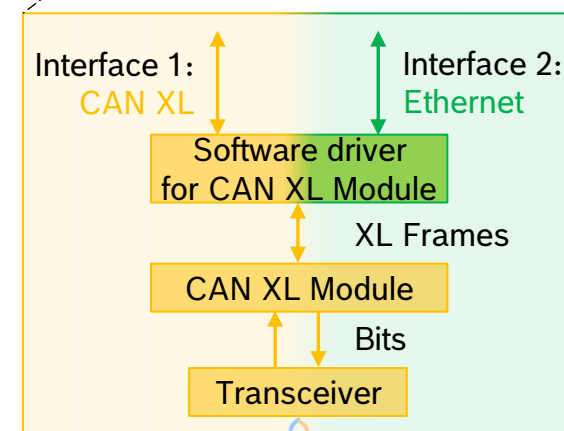 Interface 1:
CAN XL
Interface 2:
Ethernet
Software driver
for CAN XL Module
XL Frames
CAN XL Module
Bits
Transceiver